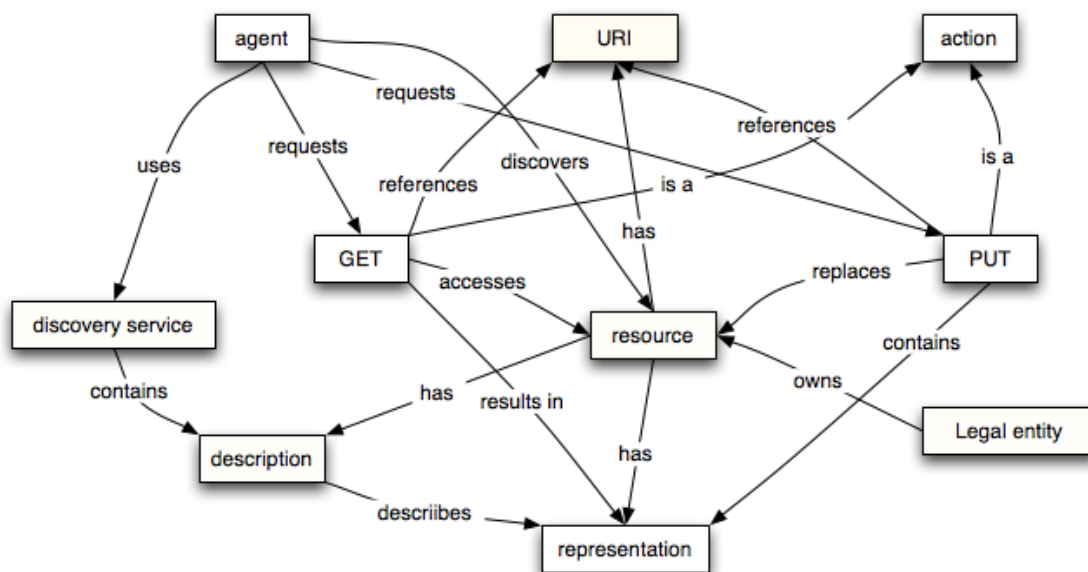 agent
URI
action
requests
references
requests
uses
discovers
is a
references
is a
has
GET
accesses
replaces
PUT
discovery service
resource
contains
contains
has
results in
owns
Legal entity
description
has
descriibes
representation